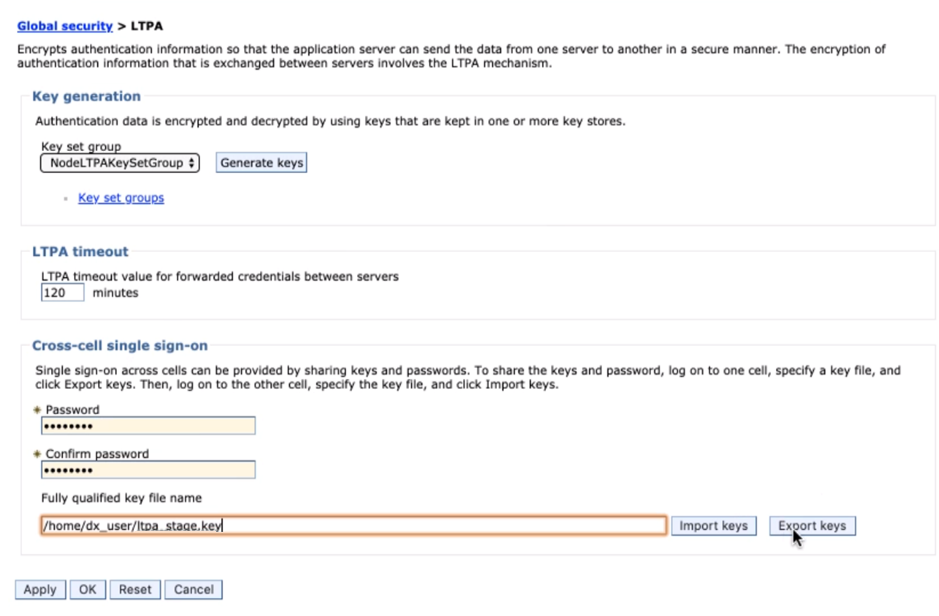 Global security > LTPA
Encrypts authentication information so that the application server can send the data from one server to another in a secure manner. The encryption of
authentication information that is exchanged between servers involves the LTPA mechanism.
Key generation
Authentication data is encrypted and decrypted by using keys that are kept in one or more key stores.
Key set group
NodeLTPAKeySetGroup Generate keys
Key set groups
LTPA timeout
LTPA timeout value for forwarded credentials between servers
120 minutes
Cross-cell single sign-on
Single sign-on across cells can be provided by sharing keys and passwords. To share the keys and password, log on to one cell, specify a key file, and
click Export keys. Then, log on to the other cell, specify the key file, and click Import keys.
Password
••••••••
Confirm password
••••••••
Fully qualified key file name
/home/dx_user/ltpa_stage.key Import keys Export keys
Apply OK Reset Cancel